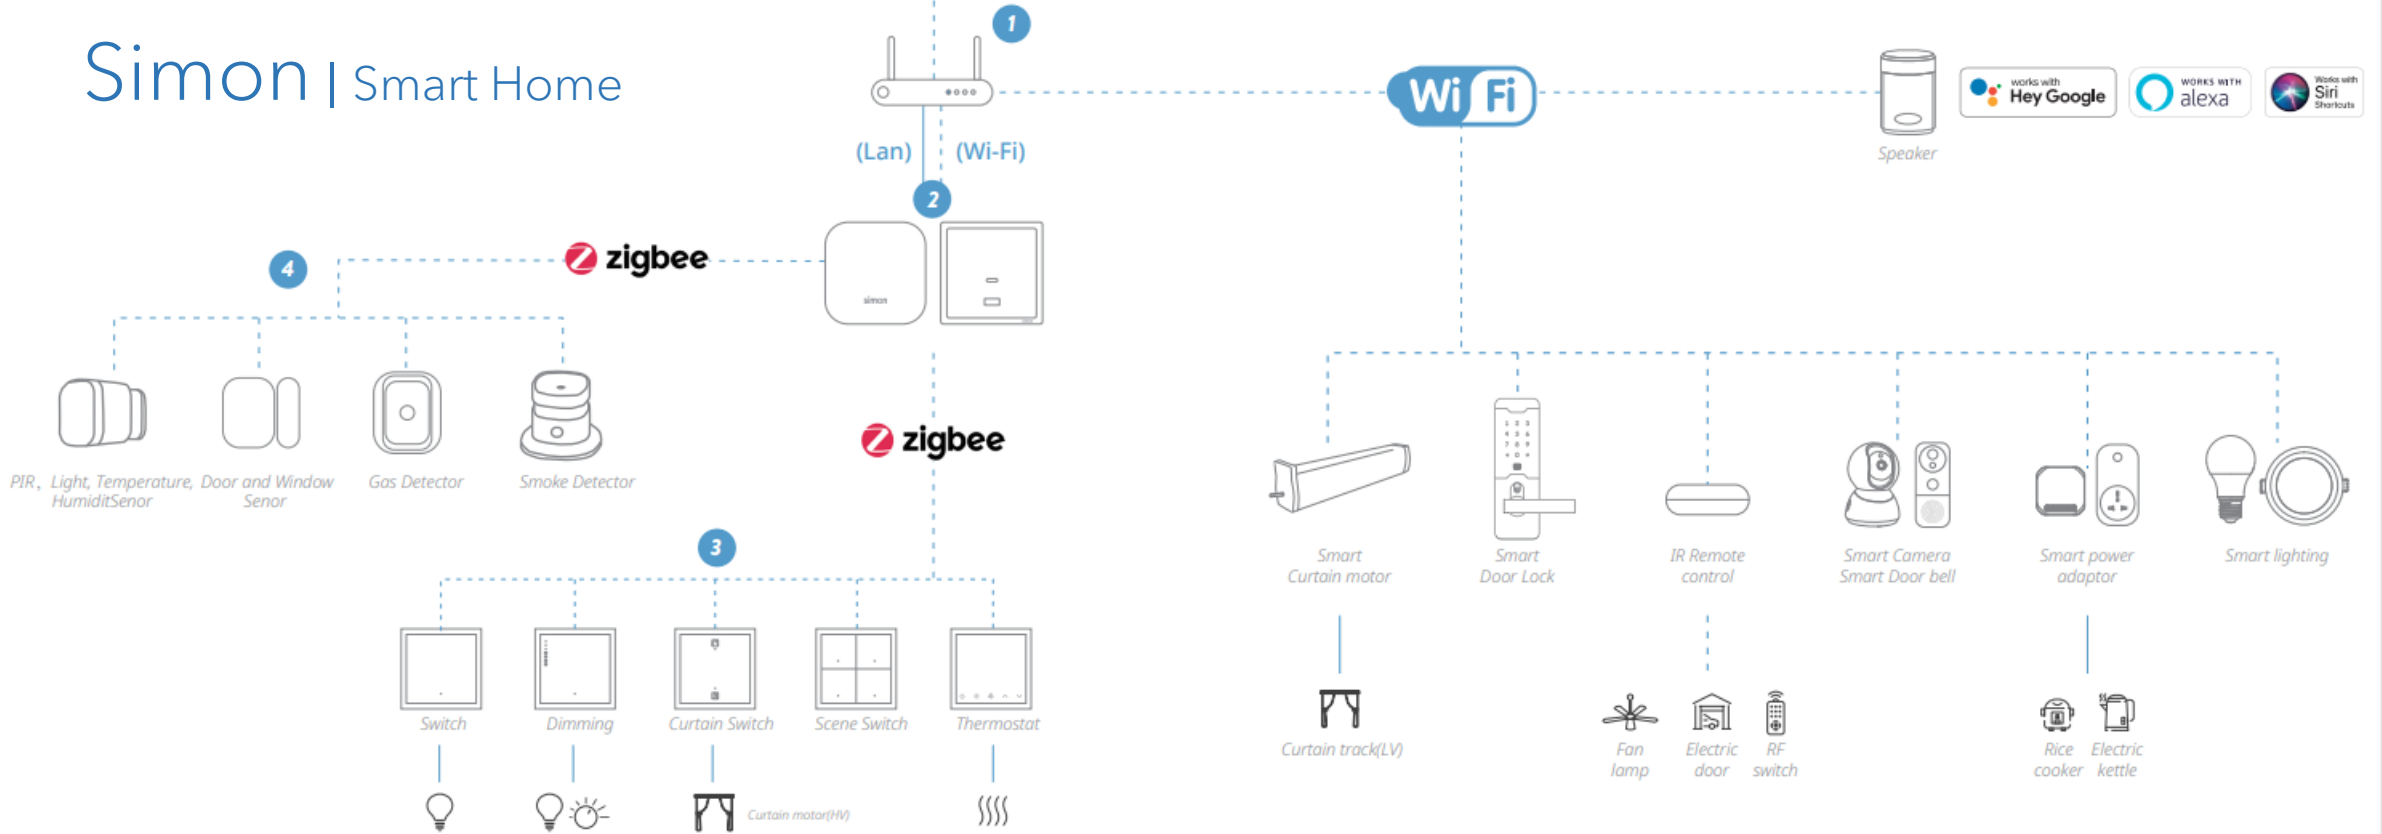 1
Simon | Smart Home
Wi Fi
works with
Hey Google
WORKS WITH
alexa
Works with
Siri
Shortcuts
(Lan)
(Wi-Fi)
Speaker
2
4
zigbee
simon
zigbee
PIR, Light, Temperature,
HumiditSenor
Door and Window
Senor
Gas Detector
Smoke Detector
3
Smart
Curtain motor
Smart
Door Lock
IR Remote
control
Smart Camera
Smart Door bell
Smart power
adaptor
Smart lighting
Switch
Dimming
Curtain Switch
Scene Switch
Thermostat
Curtain track(LV)
Fan
lamp
Electric
door
RF
switch
Rice
cooker
Electric
kettle
Curtain motor(HV)